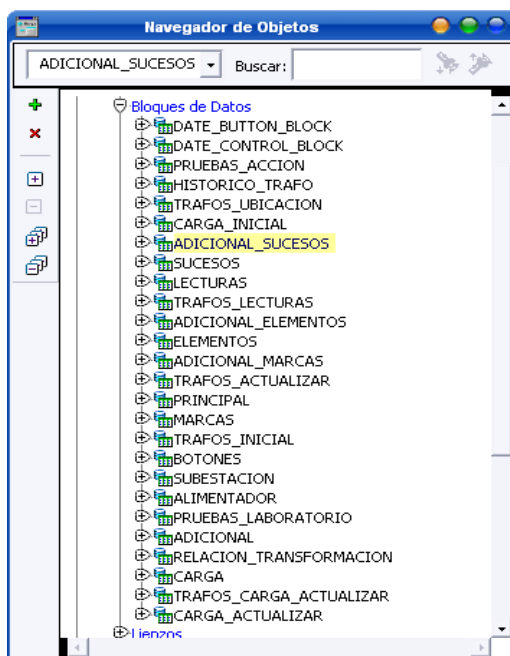 Navegador de Objetos
ADICIONAL_SUCESOS Buscar:
Bloques de Datos
DATE_BUTTON_BLOCK
DATE_CONTROL_BLOCK
PRUEBAS_ACCION
HISTORICO_TRAFO
TRAFOS_UBICACION
CARGA_INICIAL
ADICIONAL_SUCESOS
SUCESOS
LECTURAS
TRAFOS_LECTURAS
ADICIONAL_ELEMENTOS
ELEMENTOS
ADICIONAL_MARCAS
TRAFOS_ACTUALIZAR
PRINCIPAL
MARCAS
TRAFOS_INICIAL
BOTONES
SUBESTACION
ALIMENTADOR
PRUEBAS_LABORATORIO
ADICIONAL
RELACION_TRANSFORMACION
CARGA
TRAFOS_CARGA_ACTUALIZAR
CARGA_ACTUALIZAR
Lienzos